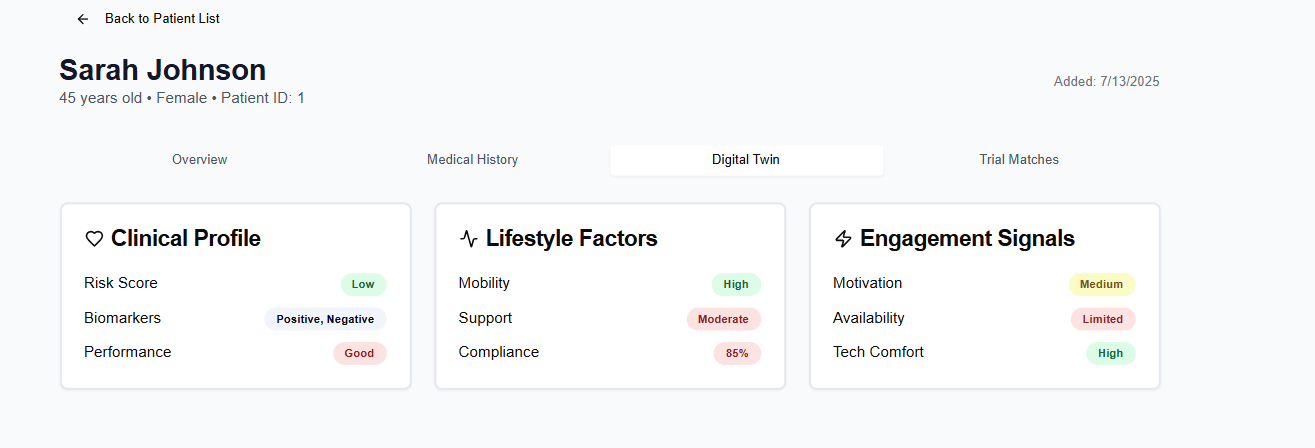 Back to Patient List
Sarah Johnson
45 years old • Female • Patient ID: 1
Added: 7/13/2025
Overview
Medical History
Digital Twin
Trial Matches
Clinical Profile
Risk Score Low
Biomarkers Positive, Negative
Performance Good
Lifestyle Factors
Mobility High
Support Moderate
Compliance 85%
Engagement Signals
Motivation Medium
Availability Limited
Tech Comfort High